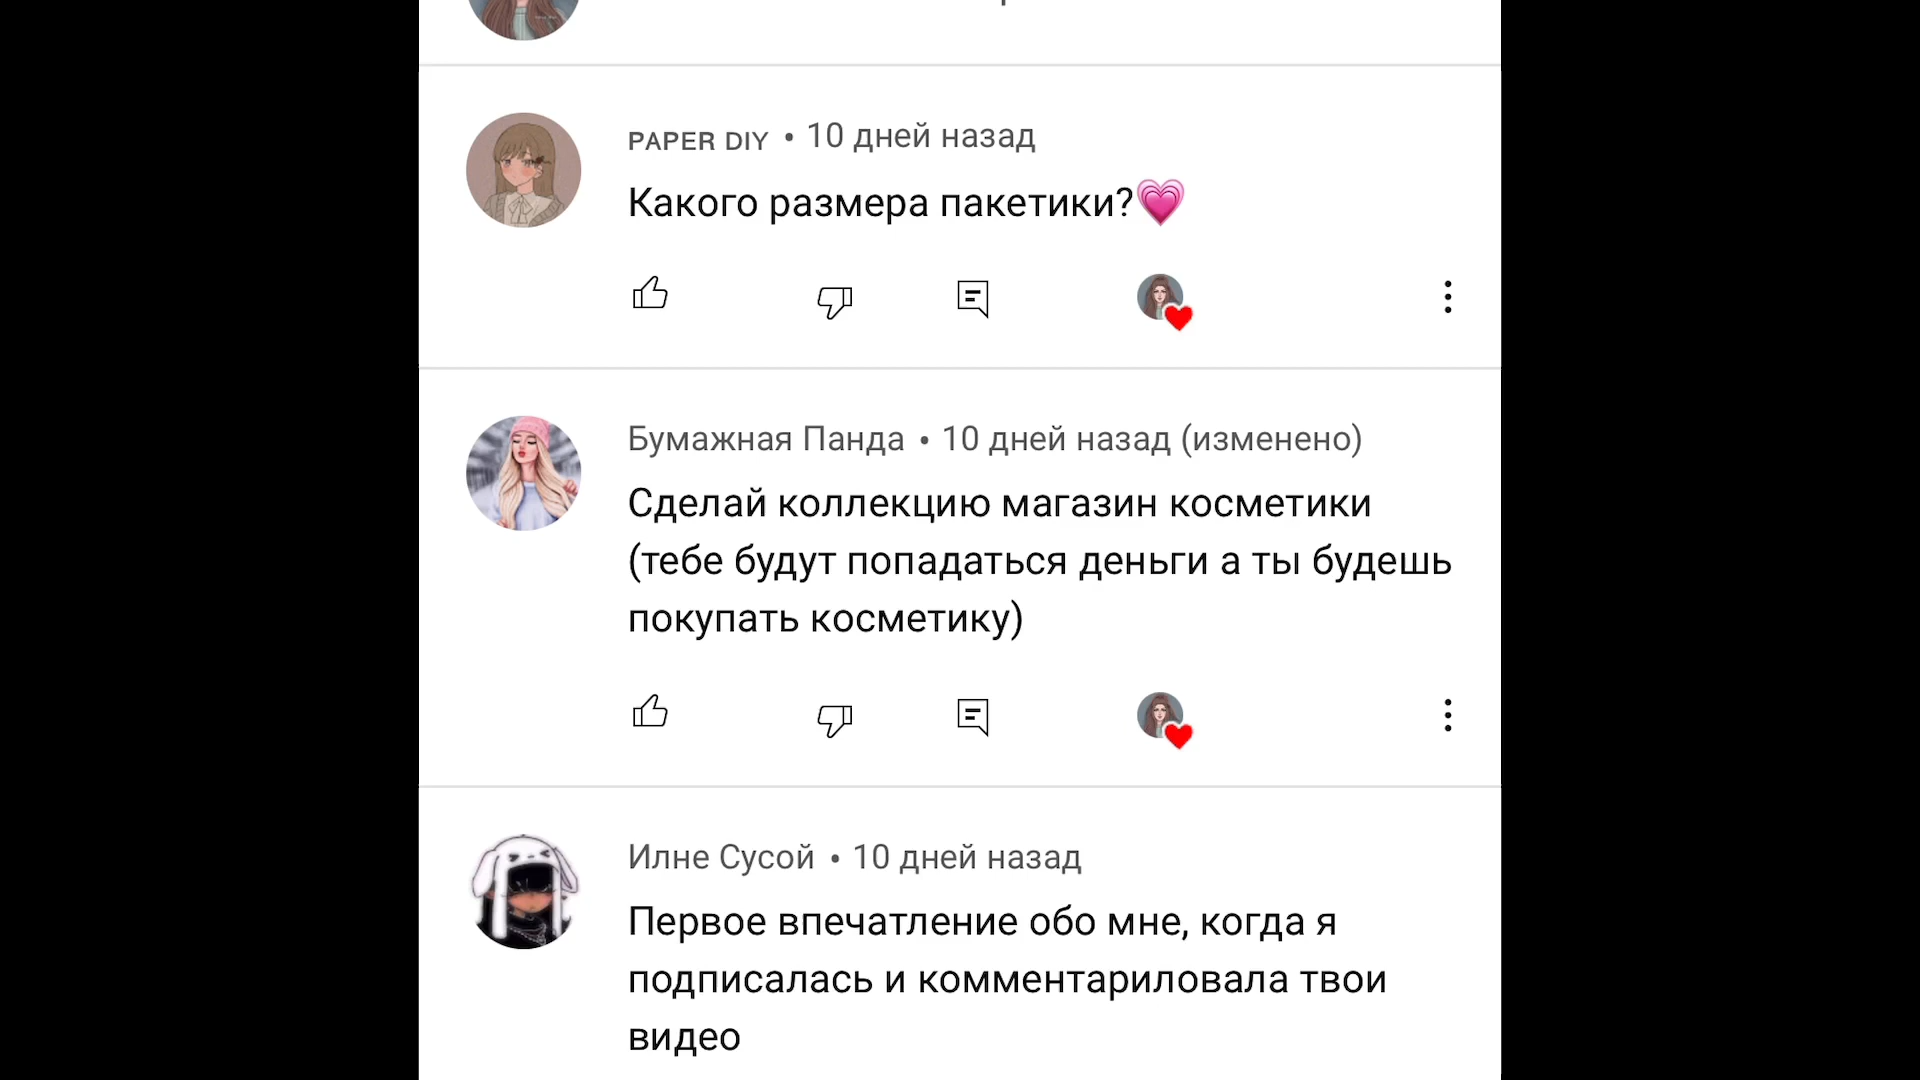 PAPER DIY • 10 дней назад
Какого размера пакетики?💗
Бумажная Панда • 10 дней назад (изменено)
Сделай коллекцию магазин косметики
(тебе будут попадаться деньги а ты будешь
покупать косметику)
Илне Сусой • 10 дней назад
Первое впечатление обо мне, когда я
подписалась и комментариловала твои
видео